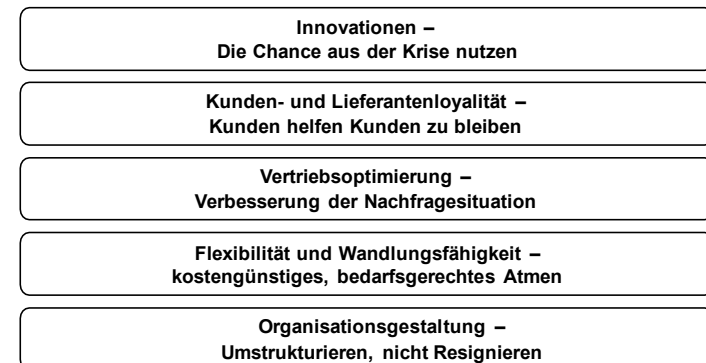 Innovationen –
Die Chance aus der Krise nutzen
Kunden- und Lieferantenloyalität –
Kunden helfen Kunden zu bleiben
Vertriebsoptimierung –
Verbesserung der Nachfragesituation
Flexibilität und Wandlungsfähigkeit –
kostengünstiges, bedarfsgerechtes Atmen
Organisationsgestaltung –
Umstrukturieren, nicht Resignieren